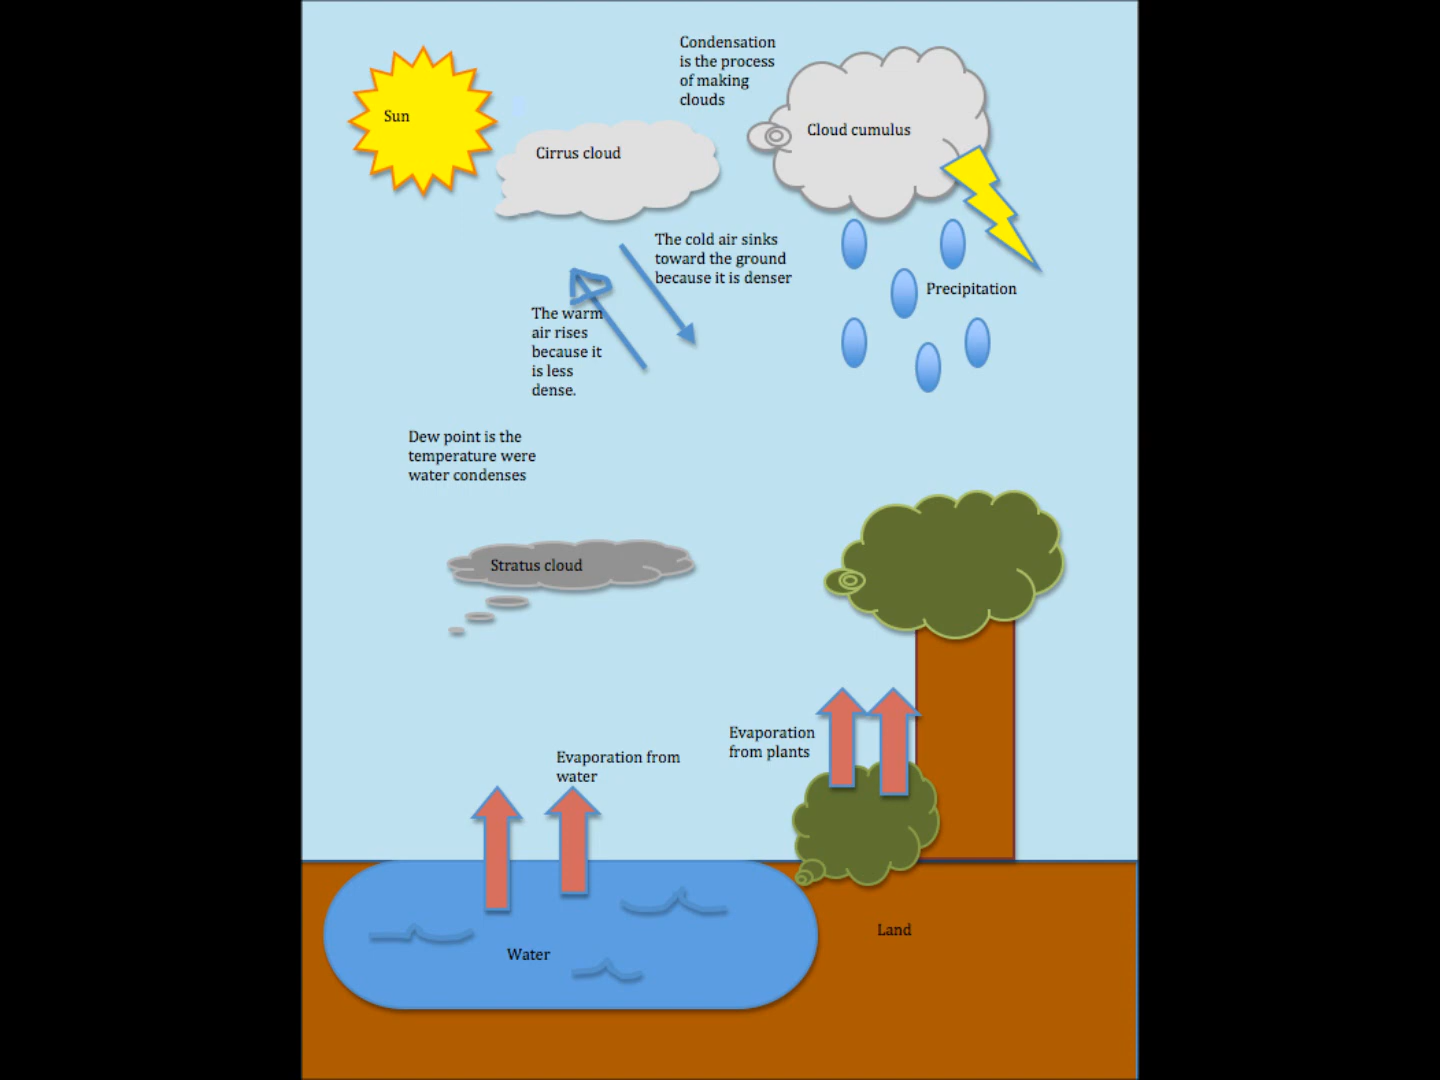 Condensation
is the process
of making
clouds
Sun
Cirrus cloud
Cloud cumulus
The cold air sinks
toward the ground
because it is denser
Precipitation
The warm
air rises
because it
is less
dense.
Dew point is the
temperature were
water condenses
Stratus cloud
Evaporation
from plants
Evaporation from
water
Land
Water